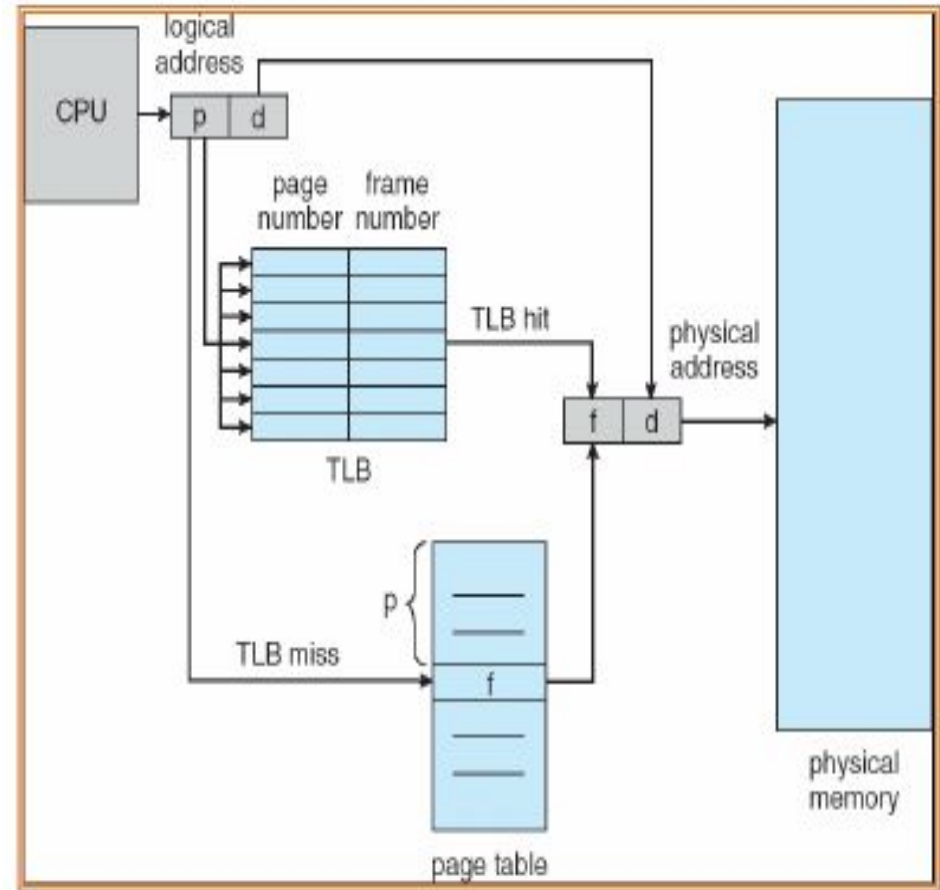 logical
address
CPU
p
d
page
number
frame
number
TLB hit
physical
address
f
d
TLB
p
TLB miss
f
physical
memory
page table